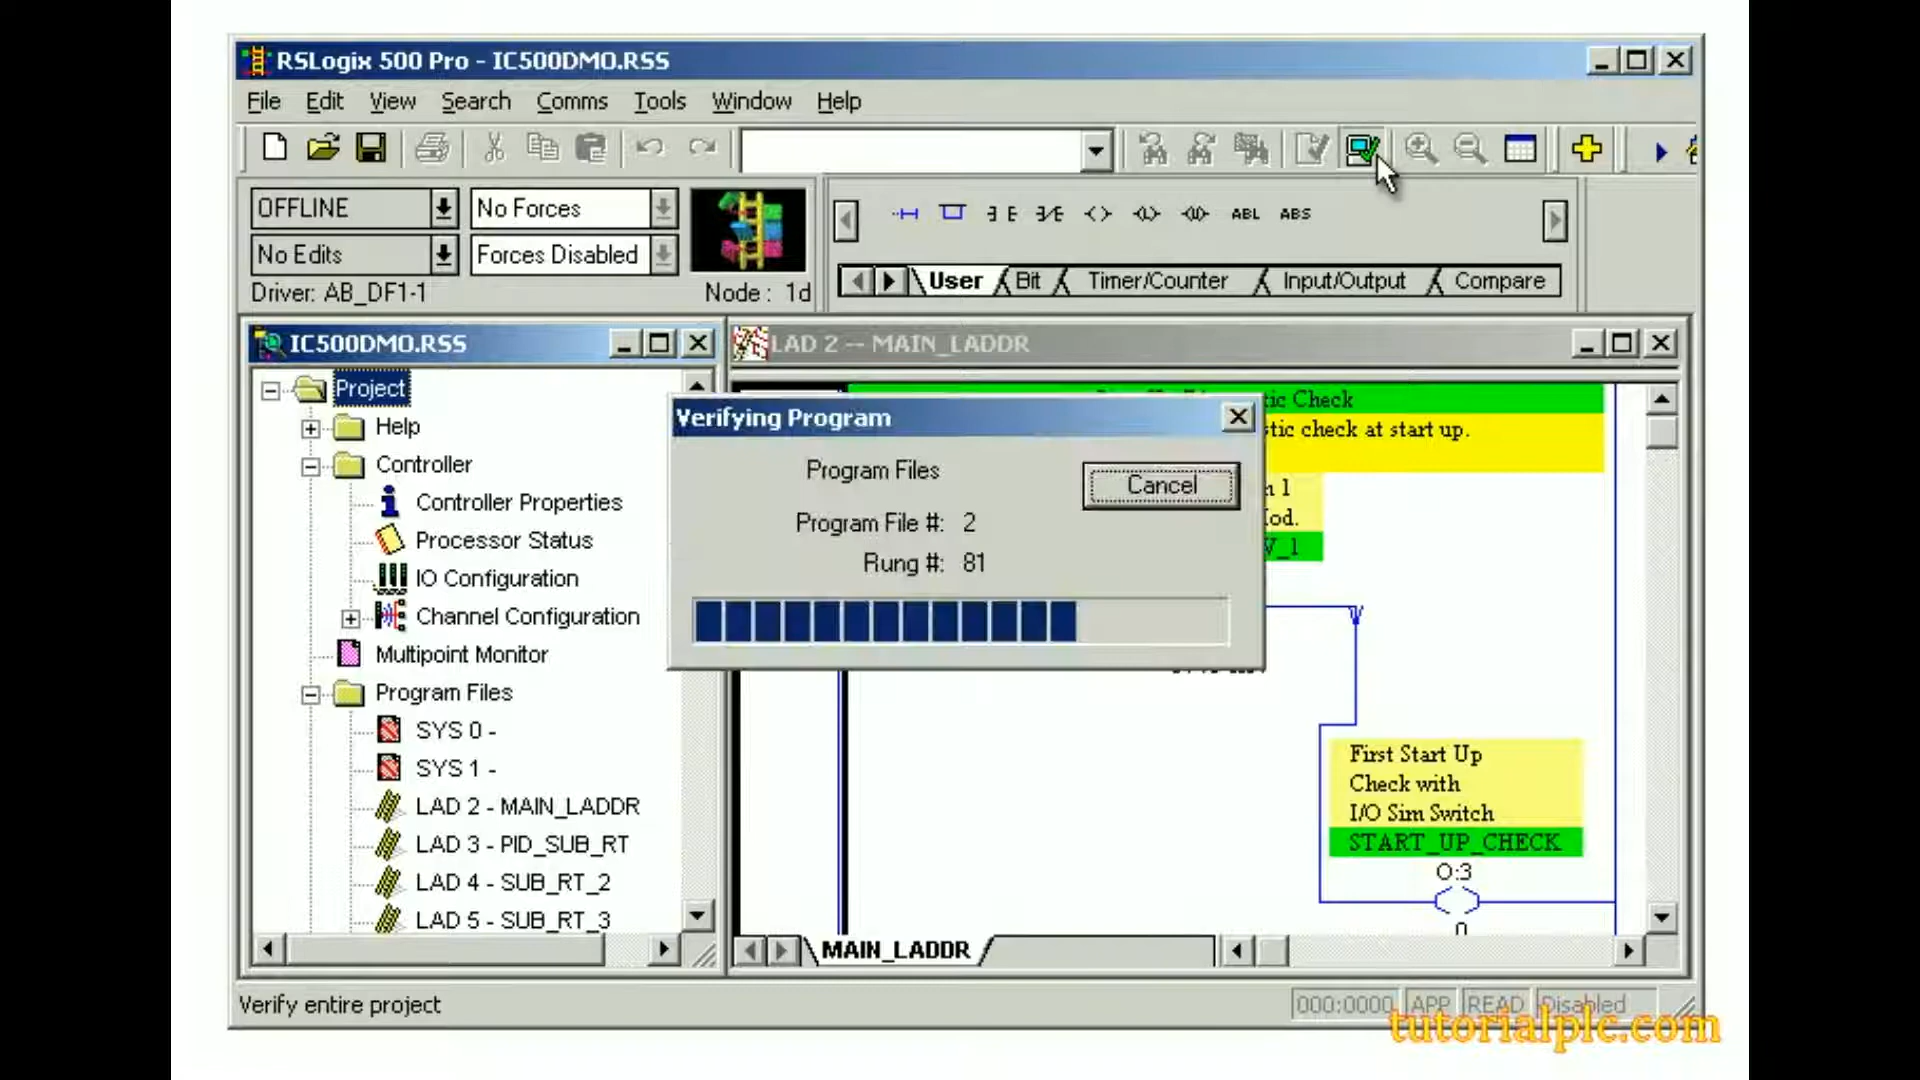 RSLogix 500 Pro - IC500DMO.RSS
File Edit View Search Comms Tools Window Help
OFFLINE No Forces
No Edits Forces Disabled
Driver: AB_DF1-1 Node : 1d
ABL ABS
User Bit Timer/Counter Input/Output Compare
IC500DMO.RSS
Project
Help
Controller
Controller Properties
Processor Status
IO Configuration
Channel Configuration
Multipoint Monitor
Program Files
SYS 0 -
SYS 1 -
LAD 2 - MAIN_LADDR
LAD 3 - PID_SUB_RT
LAD 4 - SUB_RT_2
LAD 5 - SUB_RT_3
LAD 2 -- MAIN_LADDR
tic Check
stic check at start up.
Verifying Program
Program Files
Cancel
Program File #: 2
Rung #: 81
First Start Up
Check with
I/O Sim Switch
START_UP_CHECK
O:3
0
MAIN_LADDR
Verify entire project
000:0000 APP READ Disabled
tutorialplc.com